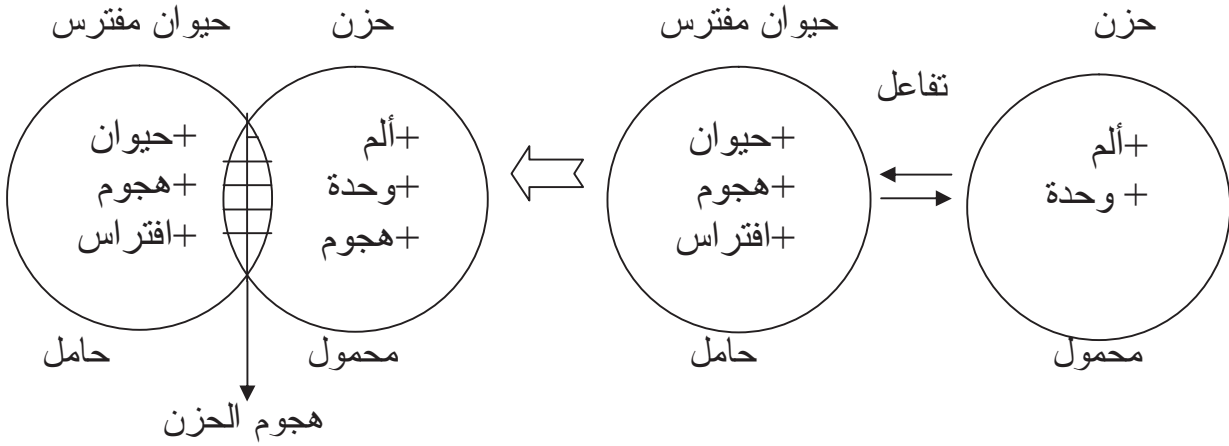 حزن
حيوان مفترس
حزن
حيوان مفترس
تفاعل
+ألم
+ وحدة
+حيوان
+هجوم
+افتراس
+ألم
+وحدة
+هجوم
+حيوان
+هجوم
+افتراس
محمول
حامل
محمول
حامل
هجوم الحزن